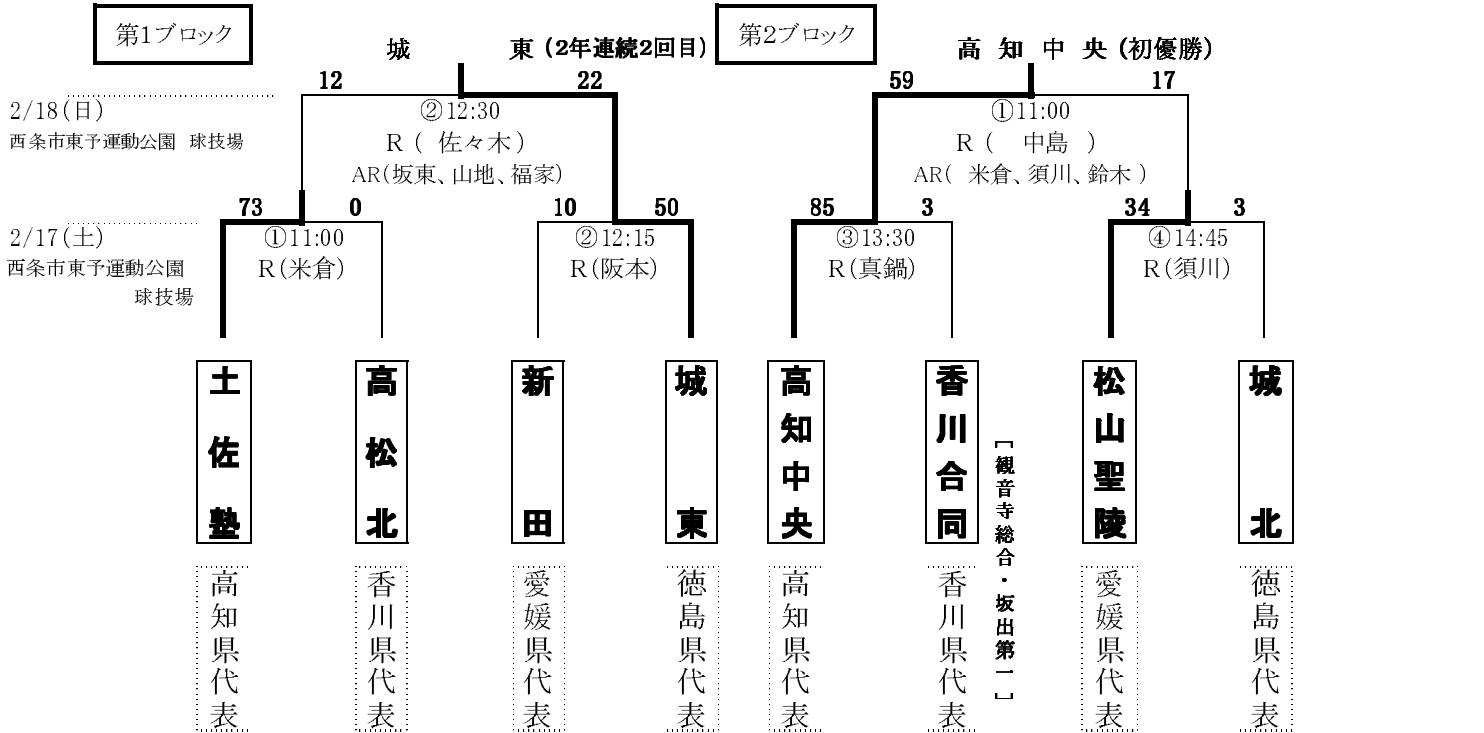 第1ブロック
城 東 (2年連続2回目)
12 22
2/18(日)
西条市東予運動公園 球技場
②12:30
R ( 佐々木 )
AR(坂東、山地、福家)
73 0 10 50
2/17(土)
西条市東予運動公園
球技場
①11:00
R(米倉)
②12:15
R(阪本)
土佐塾
高松北
新田
城東
高知県代表
香川県代表
愛媛県代表
徳島県代表
第2ブロック
高知中央 (初優勝)
59 17
①11:00
R ( 中島 )
AR( 米倉、須川、鈴木 )
85 3 34 3
③13:30
R(真鍋)
④14:45
R(須川)
高知中央
香川合同
[観音寺総合・坂出第一]
松山聖陵
城北
高知県代表
香川県代表
愛媛県代表
徳島県代表